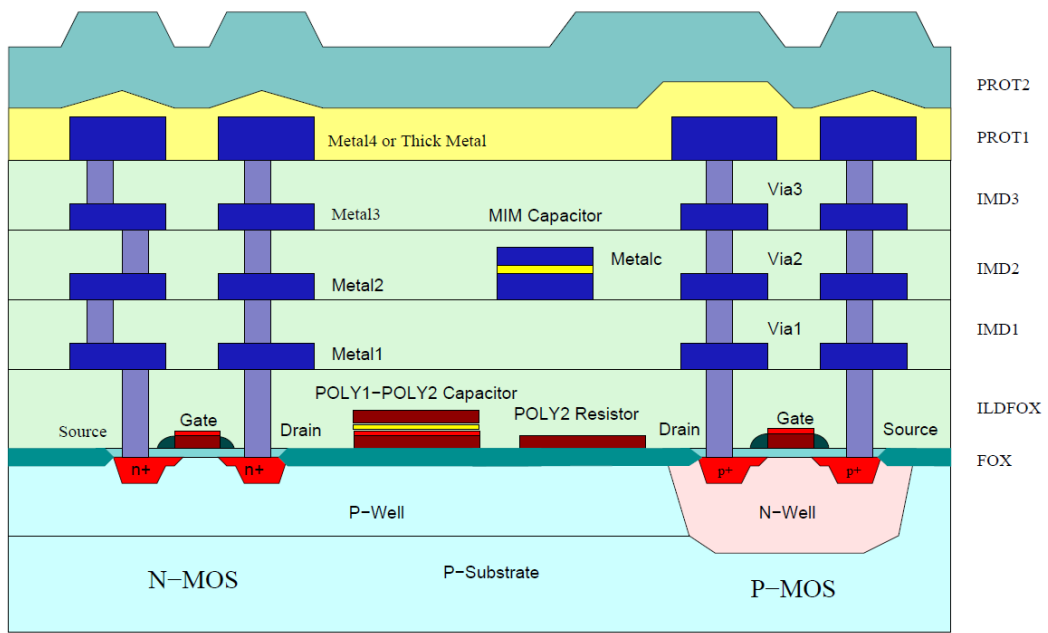 PROT2
Metal4 or Thick Metal
PROT1
Via3
IMD3
Metal3
MIM Capacitor
Metalc
Via2
IMD2
Metal2
Via1
IMD1
Metal1
POLY1−POLY2 Capacitor
ILDFOX
Gate
POLY2 Resistor
Gate
Source
Drain
Drain
Source
FOX
n+
n+
p+
p+
P−Well
N−Well
P−Substrate
N−MOS
P−MOS